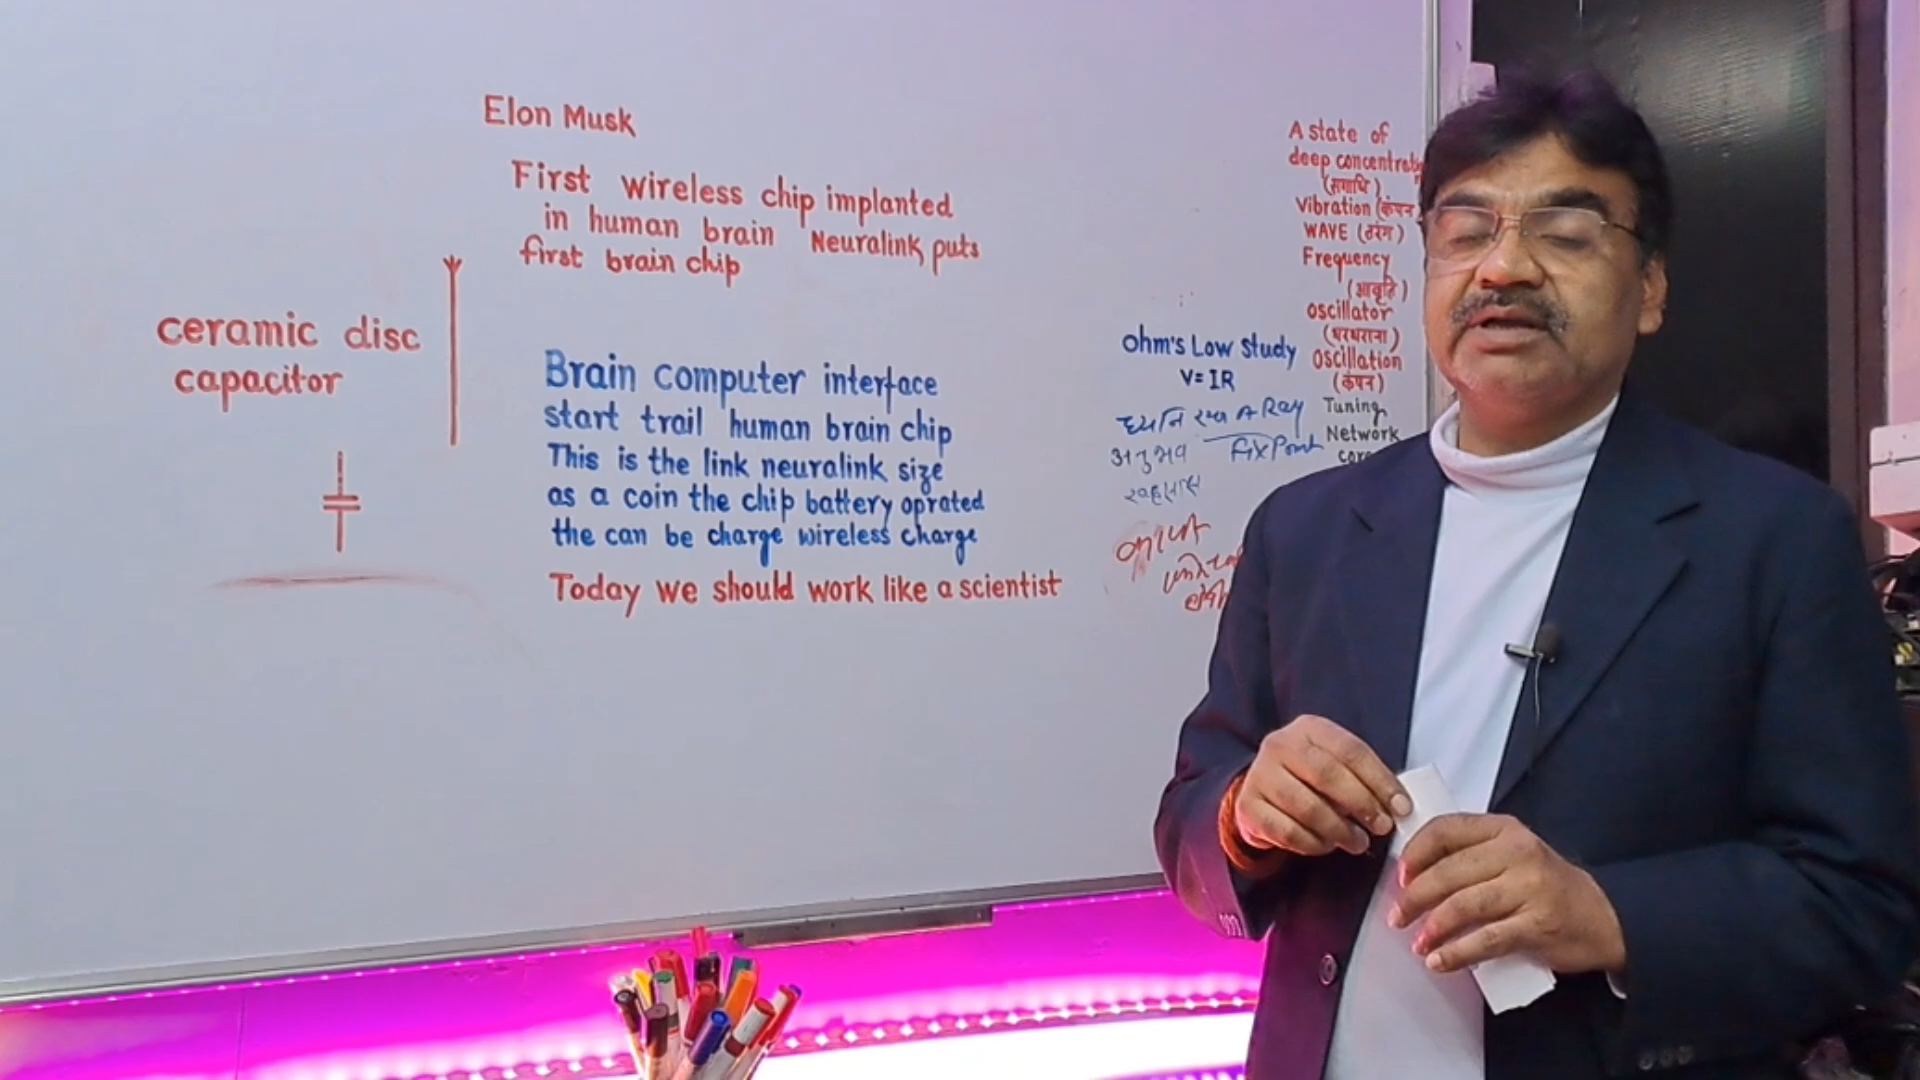 Elon Musk
First wireless chip implanted
in human brain Neuralink puts
first brain chip
ceramic disc
capacitor
Brain computer interface
start trail human brain chip
This is the link neuralink size
as a coin the chip battery oprated
the can be charge wireless charge
Today we should work like a scientist
ohm's Low Study
V=IR
A Ray
अनुभव
A state of
deep concentrati
(समाधि)
Vibration (कंपन
WAVE (तरंग)
Frequency
(आवृति)
oscillator
(थरथराना)
Oscillation
(कंपन)
Tuning
Network